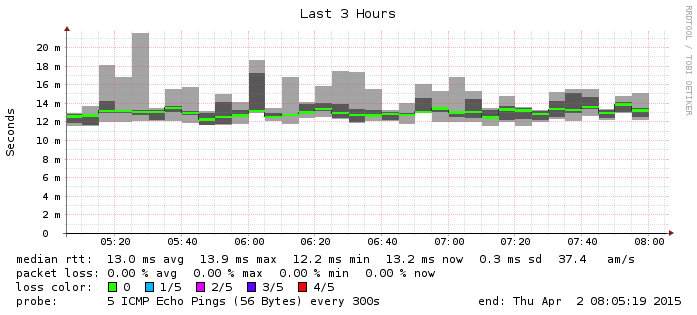 Last 3 Hours
RRDTOOL / TOBI OETIKER
Seconds
20 m
18 m
16 m
14 m
12 m
10 m
8 m
6 m
4 m
2 m
0
05:20 05:40 06:00 06:20 06:40 07:00 07:20 07:40 08:00
median rtt: 13.0 ms avg 13.9 ms max 12.2 ms min 13.2 ms now 0.3 ms sd 37.4 am/s
packet loss: 0.00 % avg 0.00 % max 0.00 % min 0.00 % now
loss color: 0 1/5 2/5 3/5 4/5
probe: 5 ICMP Echo Pings (56 Bytes) every 300s end: Thu Apr 2 08:05:19 2015